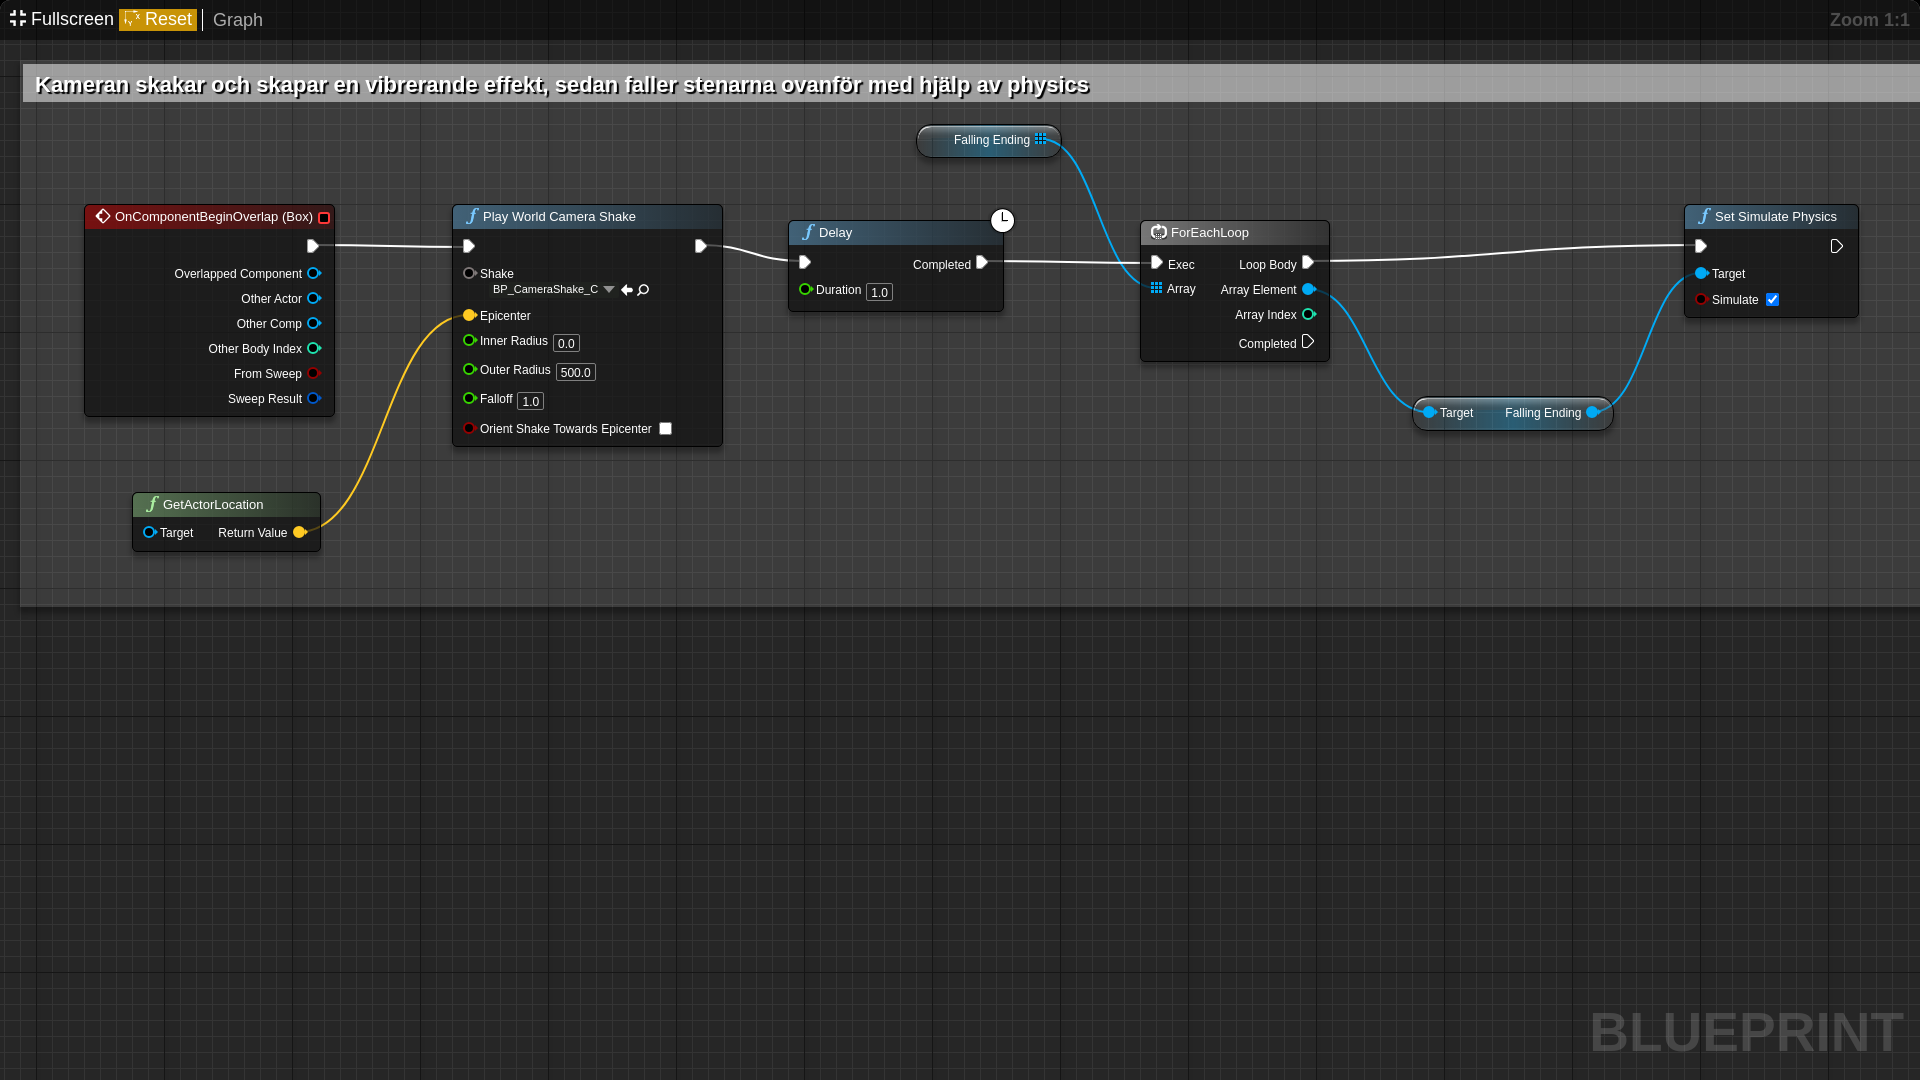 Fullscreen Reset Graph Zoom 1:1
Kameran skakar och skapar en vibrerande effekt, sedan faller stenarna ovanför med hjälp av physics
Falling Ending
OnComponentBeginOverlap (Box)
Overlapped Component
Other Actor
Other Comp
Other Body Index
From Sweep
Sweep Result
Play World Camera Shake
Shake
BP_CameraShake_C
Epicenter
Inner Radius 0.0
Outer Radius 500.0
Falloff 1.0
Orient Shake Towards Epicenter
Delay
Completed
Duration 1.0
ForEachLoop
Exec Loop Body
Array Array Element
Array Index
Completed
Set Simulate Physics
Target
Simulate
Target Falling Ending
GetActorLocation
Target Return Value
BLUEPRINT